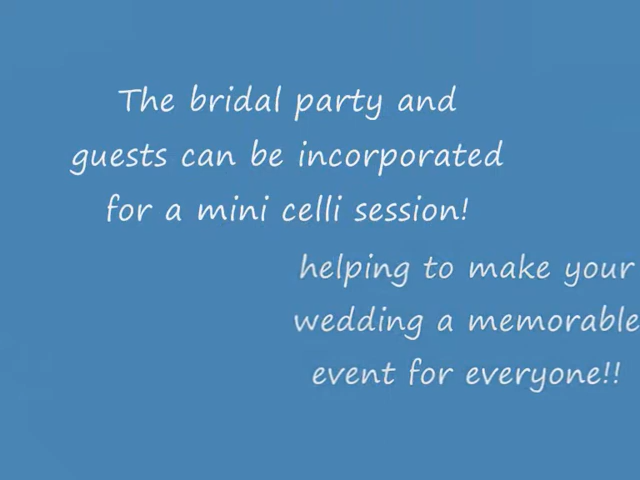 The bridal party and
guests can be incorporated
for a mini celli session!
helping to make your
wedding a memorable
event for everyone!!